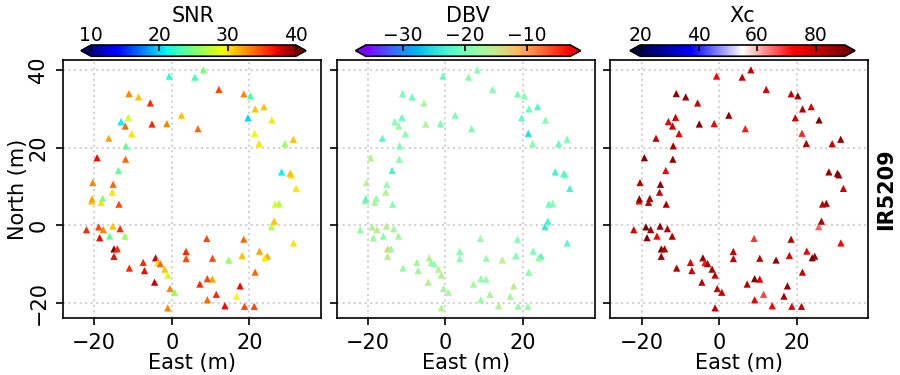 SNR DBV Xc
10 20 30 40 −30 −20 −10 20 40 60 80
40
20
0
−20
North (m)
IR5209
−20 0 20 −20 0 20 −20 0 20
East (m) East (m) East (m)